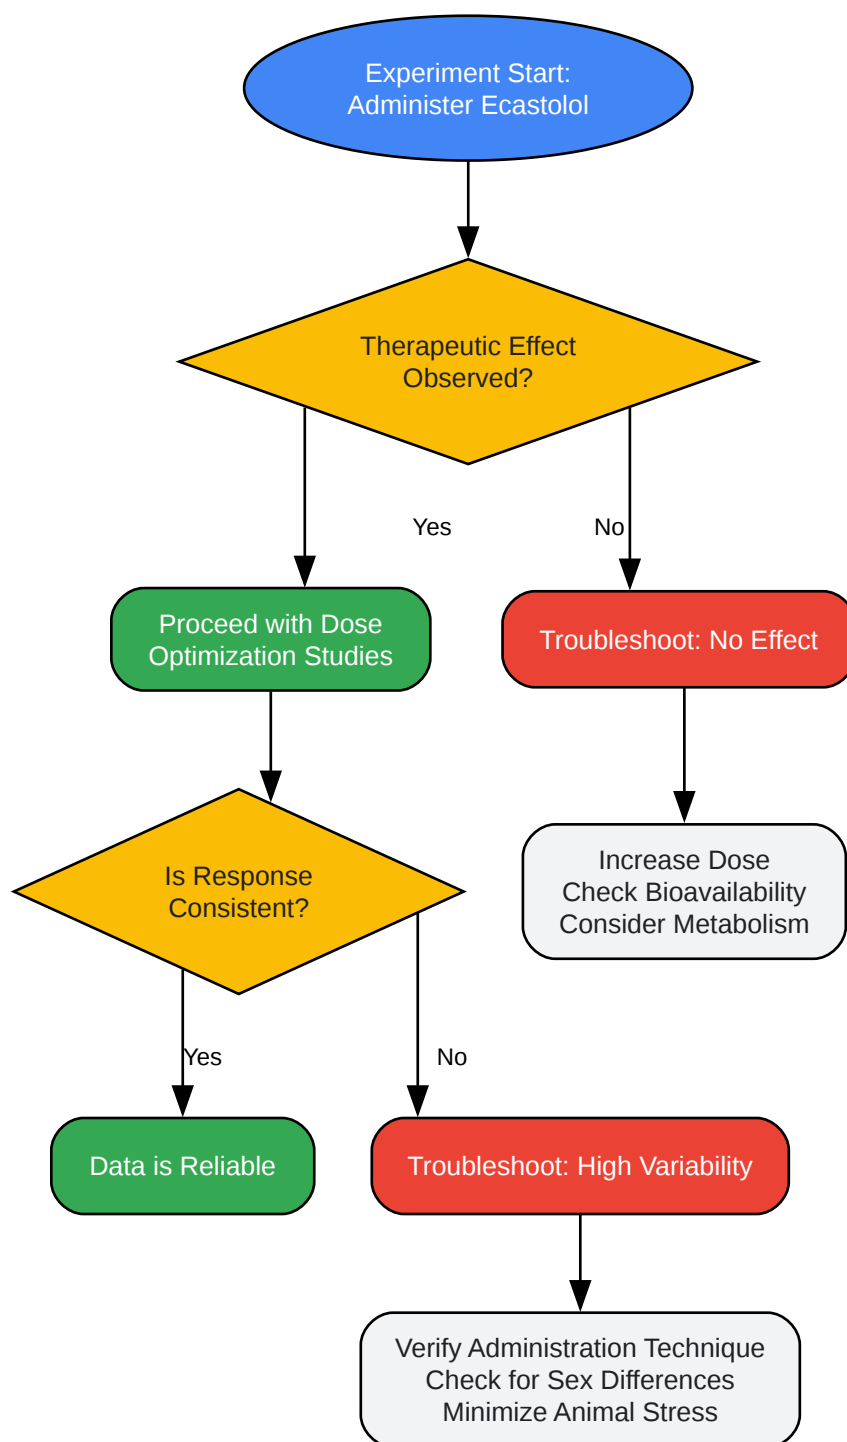 Experiment Start:
Administer Ecastolol
Therapeutic Effect
Observed?
Yes
No
Proceed with Dose
Optimization Studies
Troubleshoot: No Effect
Is Response
Consistent?
Increase Dose
Check Bioavailability
Consider Metabolism
Yes
No
Data is Reliable
Troubleshoot: High Variability
Verify Administration Technique
Check for Sex Differences
Minimize Animal Stress